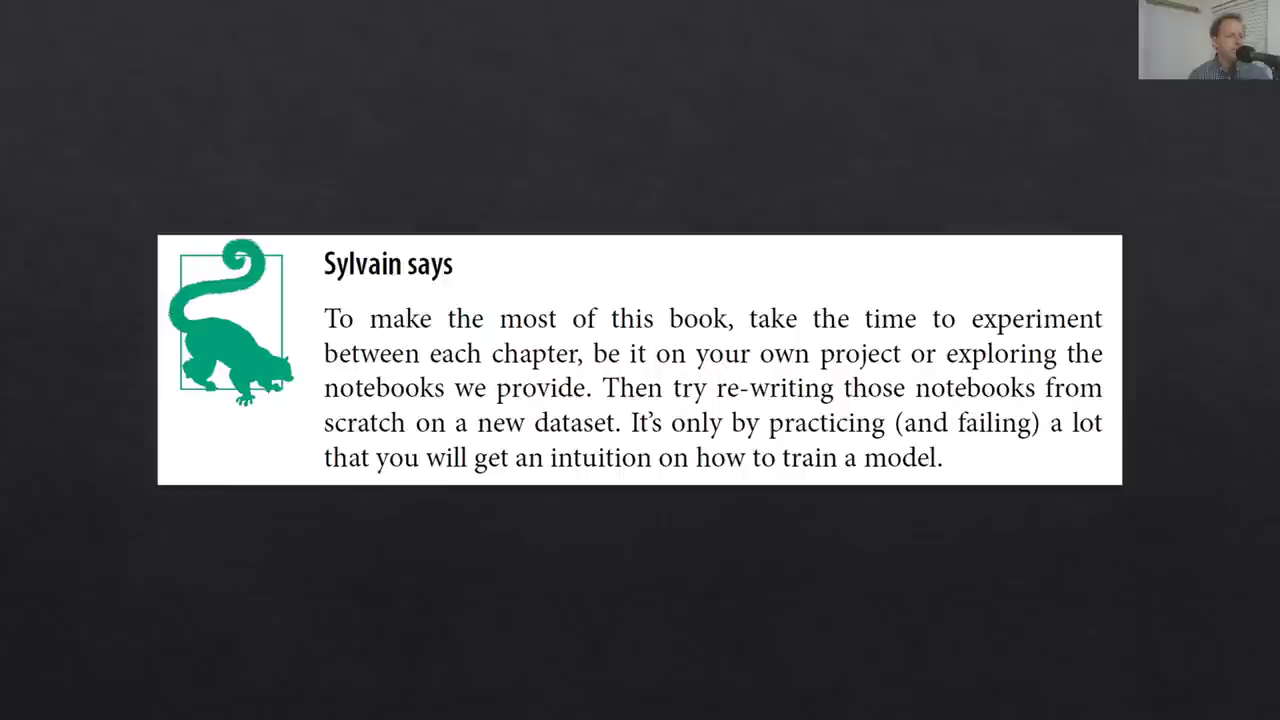 Sylvain says
To make the most of this book, take the time to experiment
between each chapter, be it on your own project or exploring the
notebooks we provide. Then try re-writing those notebooks from
scratch on a new dataset. It’s only by practicing (and failing) a lot
that you will get an intuition on how to train a model.